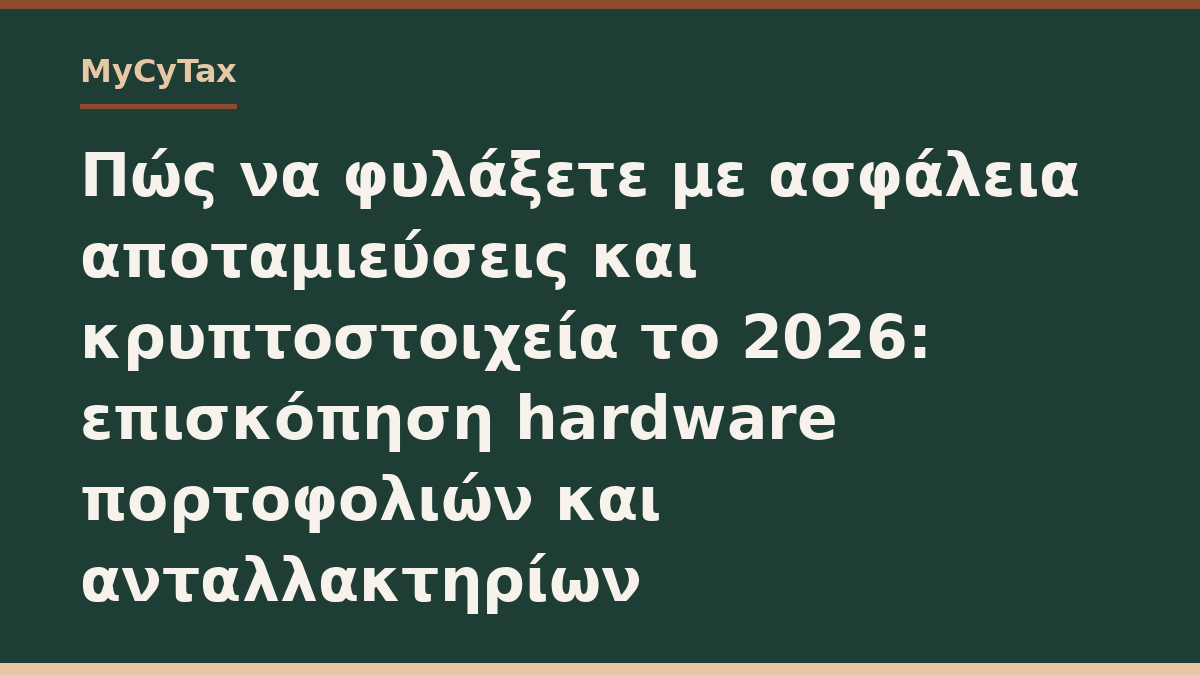 MyCyTax
Πώς να φυλάξετε με ασφάλεια
αποταμιεύσεις και
κρυπτοστοιχεία το 2026:
επισκόπηση hardware
πορτοφολιών και
ανταλλακτηρίων